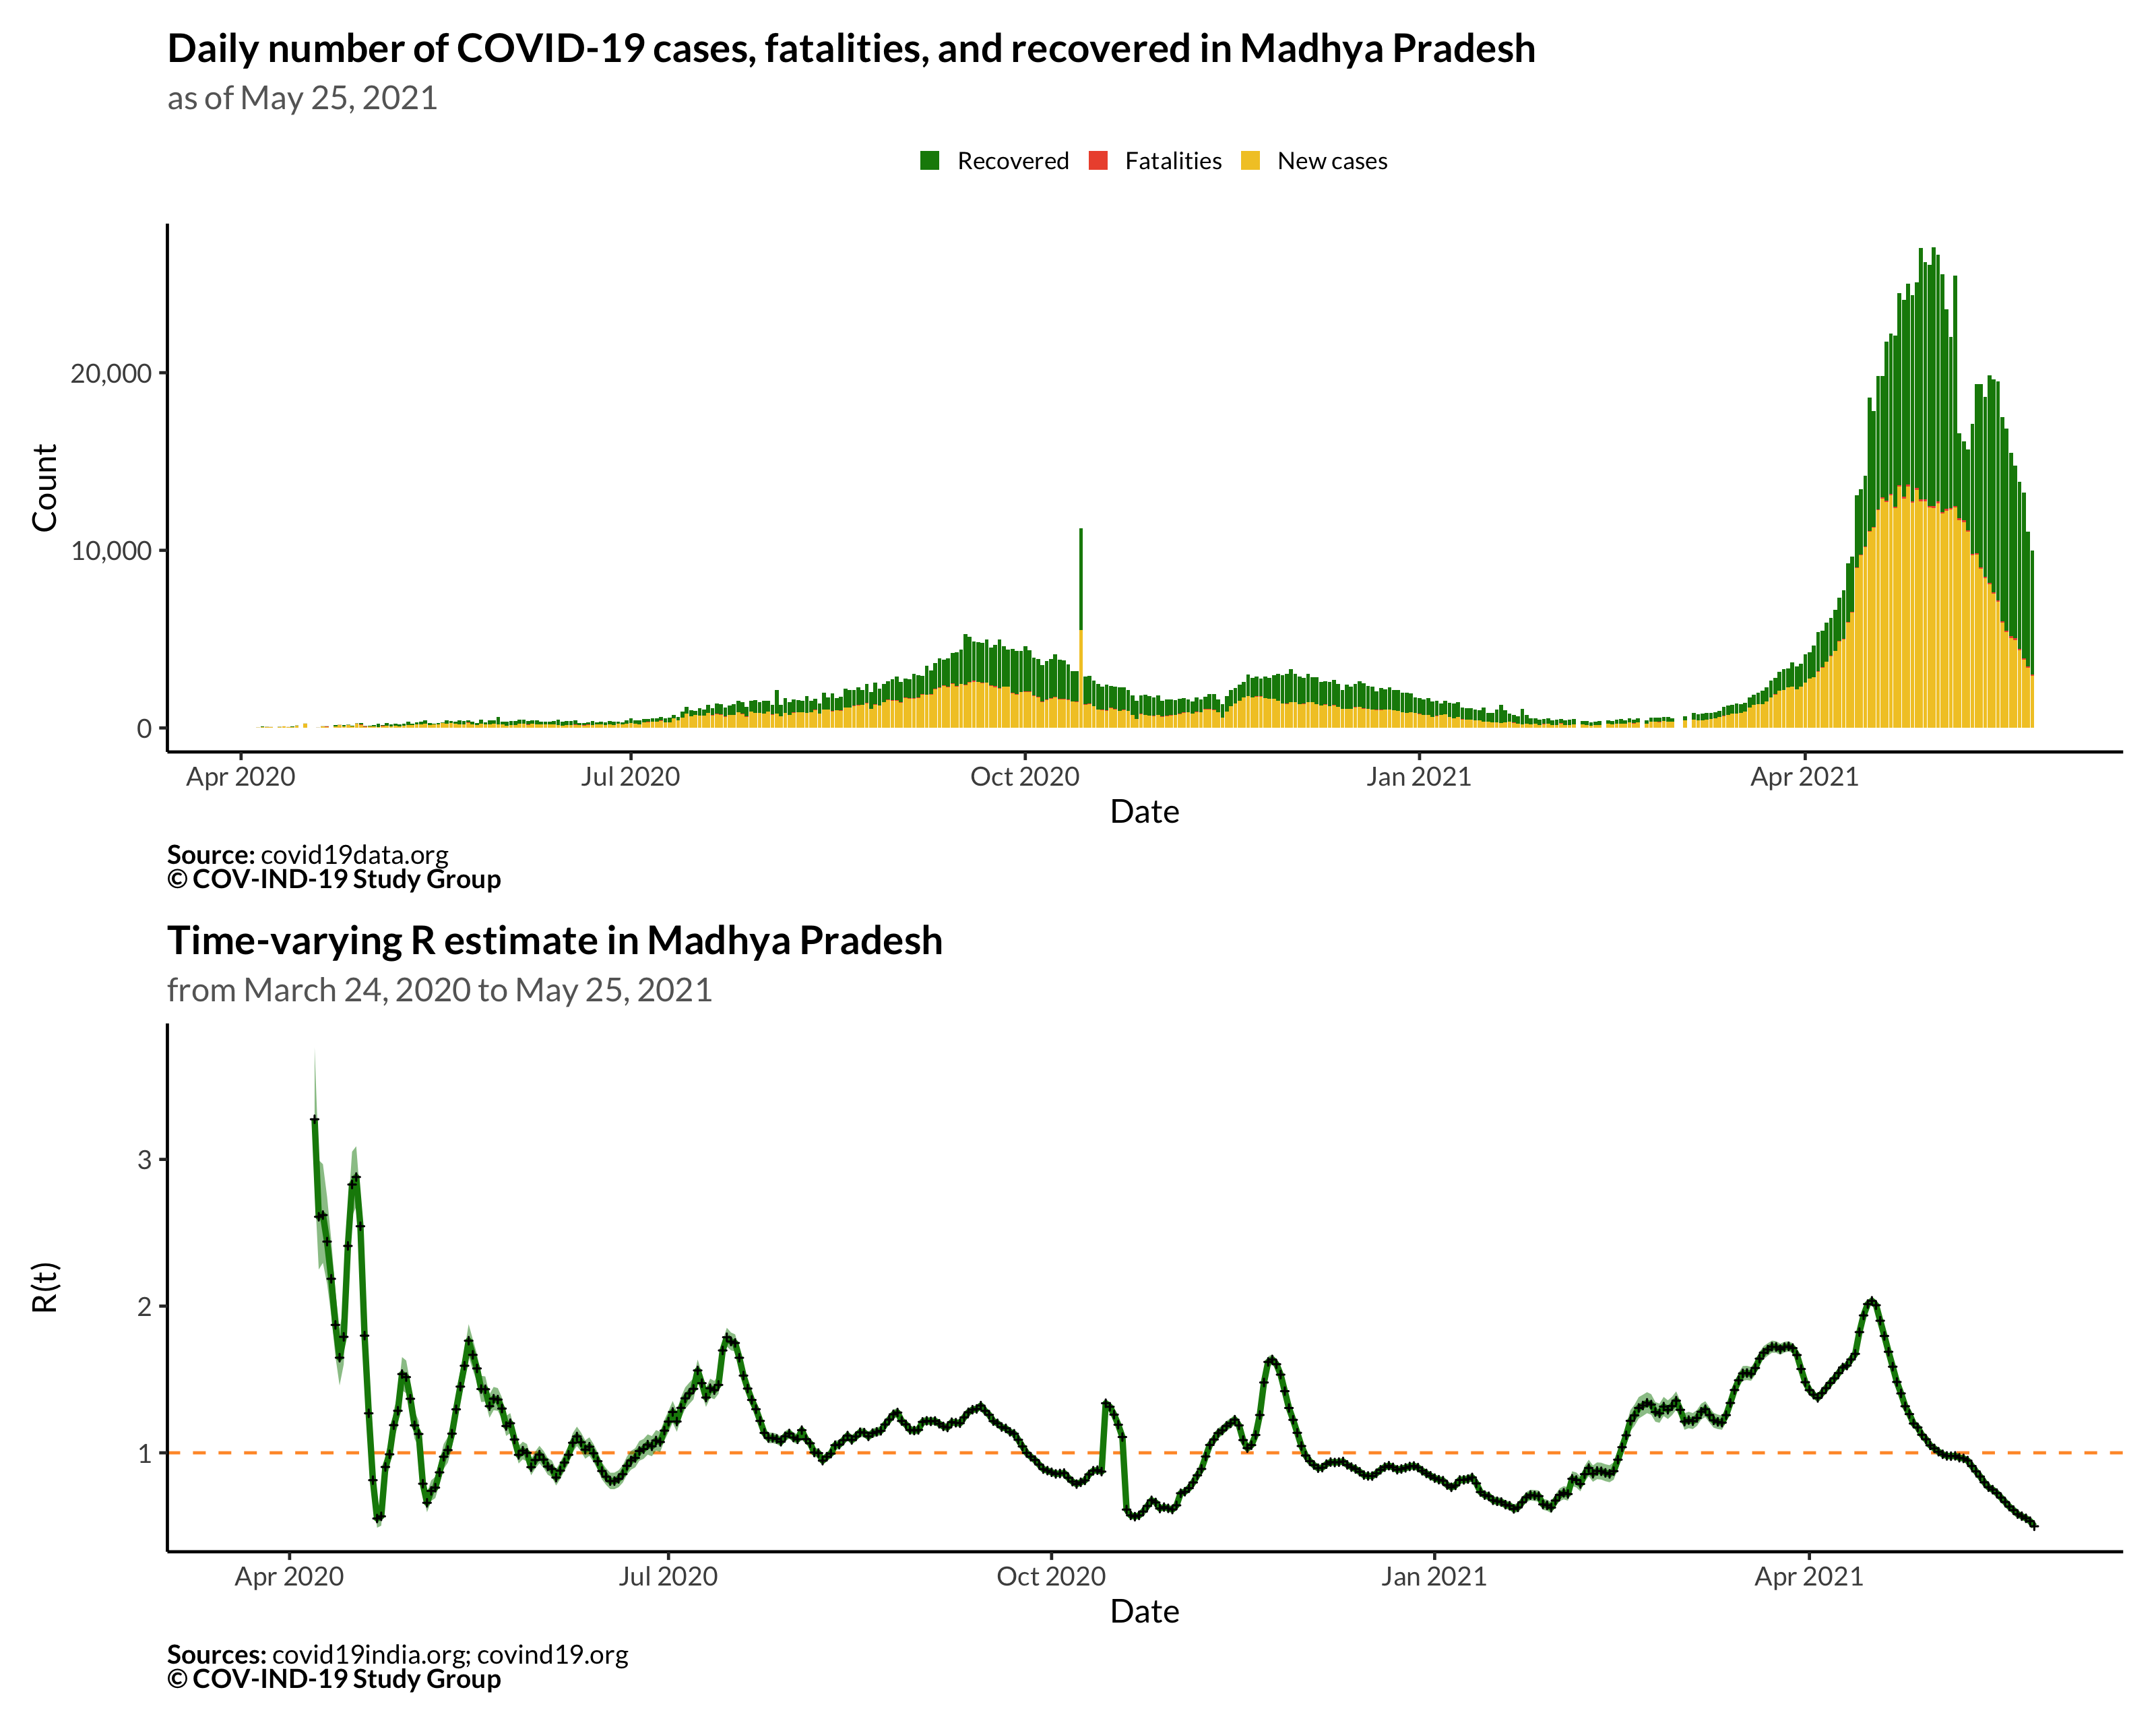 Daily number of COVID-19 cases, fatalities, and recovered in Madhya Pradesh
as of May 25, 2021
Recovered Fatalities New cases
Count
20,000
10,000
0
Apr 2020 Jul 2020 Oct 2020 Jan 2021 Apr 2021
Date
Source: covid19data.org
© COV-IND-19 Study Group
Time-varying R estimate in Madhya Pradesh
from March 24, 2020 to May 25, 2021
R(t)
3
2
1
Apr 2020 Jul 2020 Oct 2020 Jan 2021 Apr 2021
Date
Sources: covid19india.org; covind19.org
© COV-IND-19 Study Group